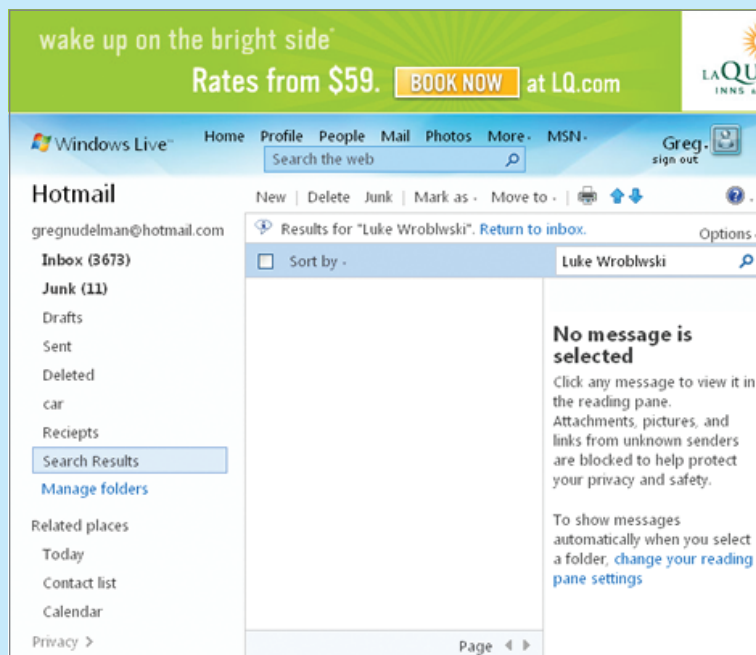 wake up on the bright side
Rates from $59. BOOK NOW at LQ.com
LAQU
INNS
Windows Live™ Home Profile People Mail Photos More MSN Greg
Search the web sign out
Hotmail New | Delete Junk | Mark as Move to |
gregnudelman@hotmail.com
Results for "Luke Wroblwski". Return to inbox. Options
Sort by Luke Wroblwski
Inbox (3673)
Junk (11)
Drafts
Sent
Deleted
car
Reciepts
Search Results
Manage folders
Related places
Today
Contact list
Calendar
Privacy
No message is
selected
Click any message to view it in
the reading pane.
Attachments, pictures, and
links from unknown senders
are blocked to help protect
your privacy and safety.
To show messages
automatically when you select
a folder, change your reading
pane settings
Page